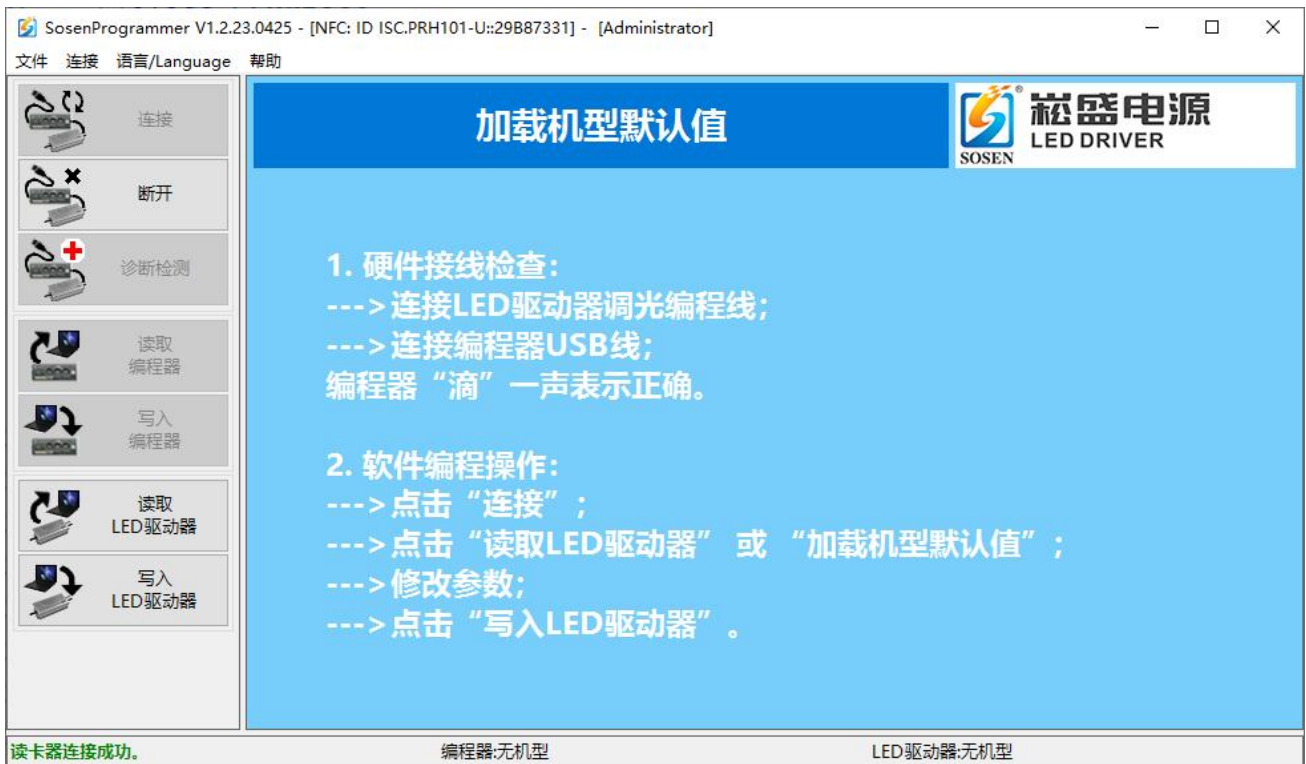 SosenProgrammer V1.2.23.0425 - [NFC: ID ISC.PRH101-U::29B87331] - [Administrator]
文件 连接 语言/Language 帮助
连接
断开
诊断检测
读取
编程器
写入
编程器
读取
LED驱动器
写入
LED驱动器
加载机型默认值
崧盛电源
LED DRIVER
SOSEN
1. 硬件接线检查：
--->连接LED驱动器调光编程线；
--->连接编程器USB线；
编程器“滴”一声表示正确。
2. 软件编程操作：
--->点击“连接”；
--->点击“读取LED驱动器” 或 “加载机型默认值”；
--->修改参数；
--->点击“写入LED驱动器”。
读卡器连接成功。 编程器:无机型 LED驱动器:无机型